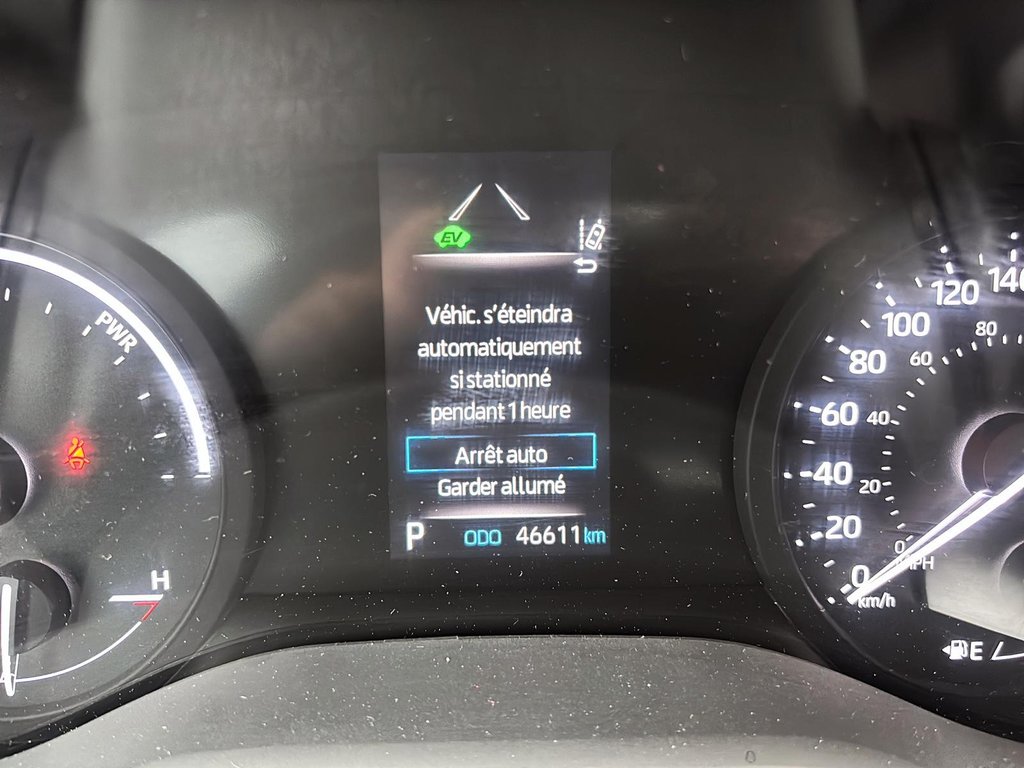 EV
Véhic. s'éteindra
automatiquement
si stationné
pendant 1 heure
Arrêt auto
Garder allumé
P ODO 46611 km
PWR
H
140
120
100
80
80
60
60
40
40
20
20
0
0
MPH
km/h
E